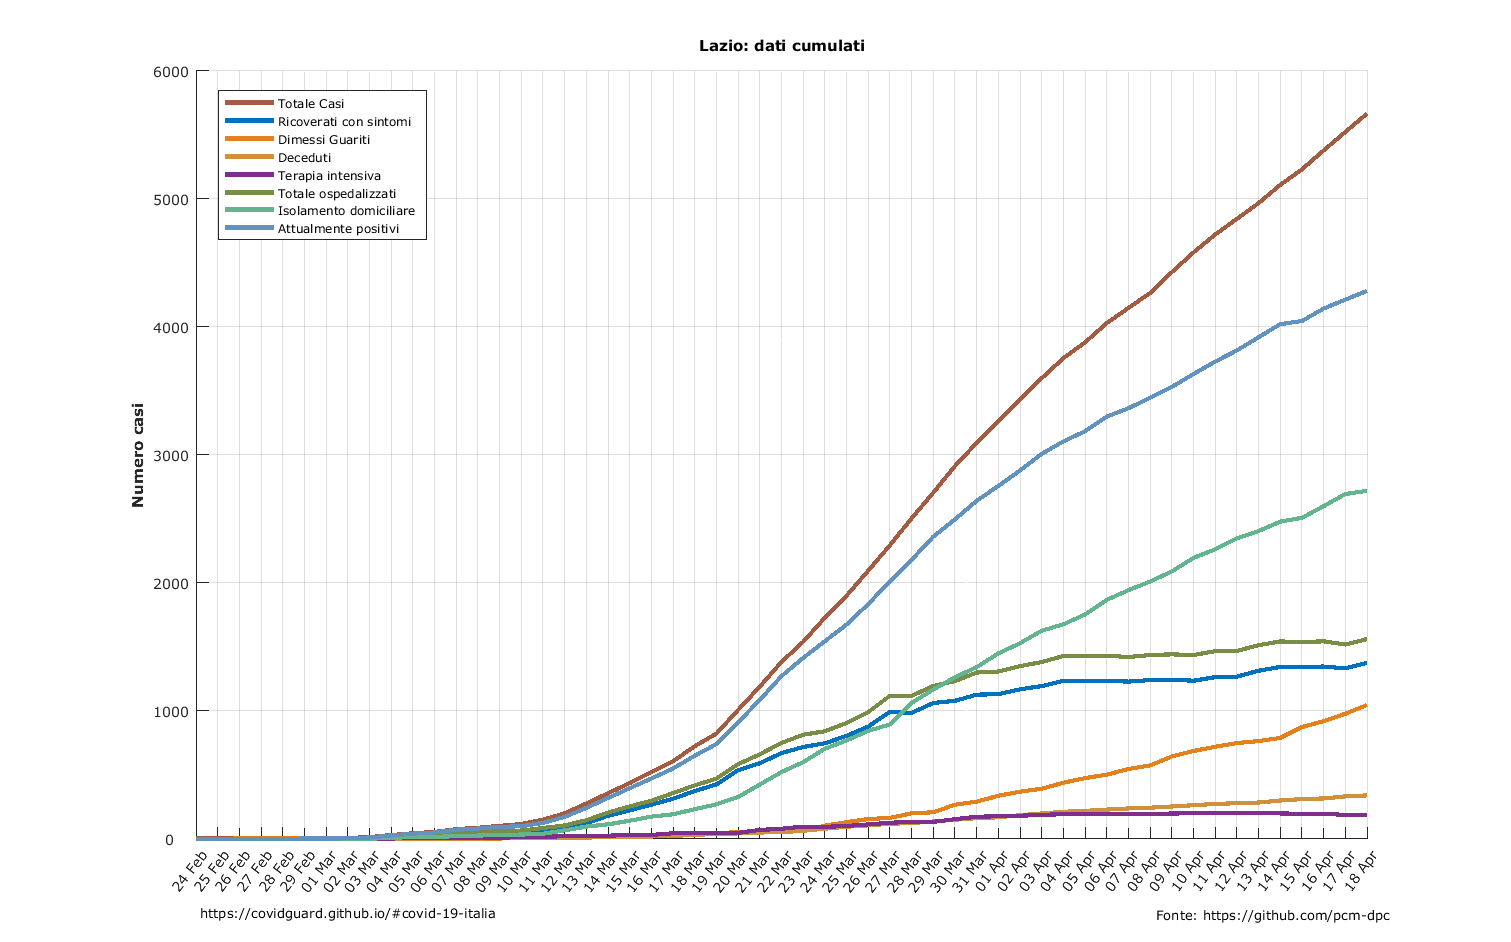 Lazio: dati cumulati
6000
5000
4000
3000
2000
1000
0
Numero casi
Totale Casi
Ricoverati con sintomi
Dimessi Guariti
Deceduti
Terapia intensiva
Totale ospedalizzati
Isolamento domiciliare
Attualmente positivi
24 Feb
25 Feb
26 Feb
27 Feb
28 Feb
29 Feb
01 Mar
02 Mar
03 Mar
04 Mar
05 Mar
06 Mar
07 Mar
08 Mar
09 Mar
10 Mar
11 Mar
12 Mar
13 Mar
14 Mar
15 Mar
16 Mar
17 Mar
18 Mar
19 Mar
20 Mar
21 Mar
22 Mar
23 Mar
24 Mar
25 Mar
26 Mar
27 Mar
28 Mar
29 Mar
30 Mar
31 Mar
01 Apr
02 Apr
03 Apr
04 Apr
05 Apr
06 Apr
07 Apr
08 Apr
09 Apr
10 Apr
11 Apr
12 Apr
13 Apr
14 Apr
15 Apr
16 Apr
17 Apr
18 Apr
https://covidguard.github.io/#covid-19-italia
Fonte: https://github.com/pcm-dpc